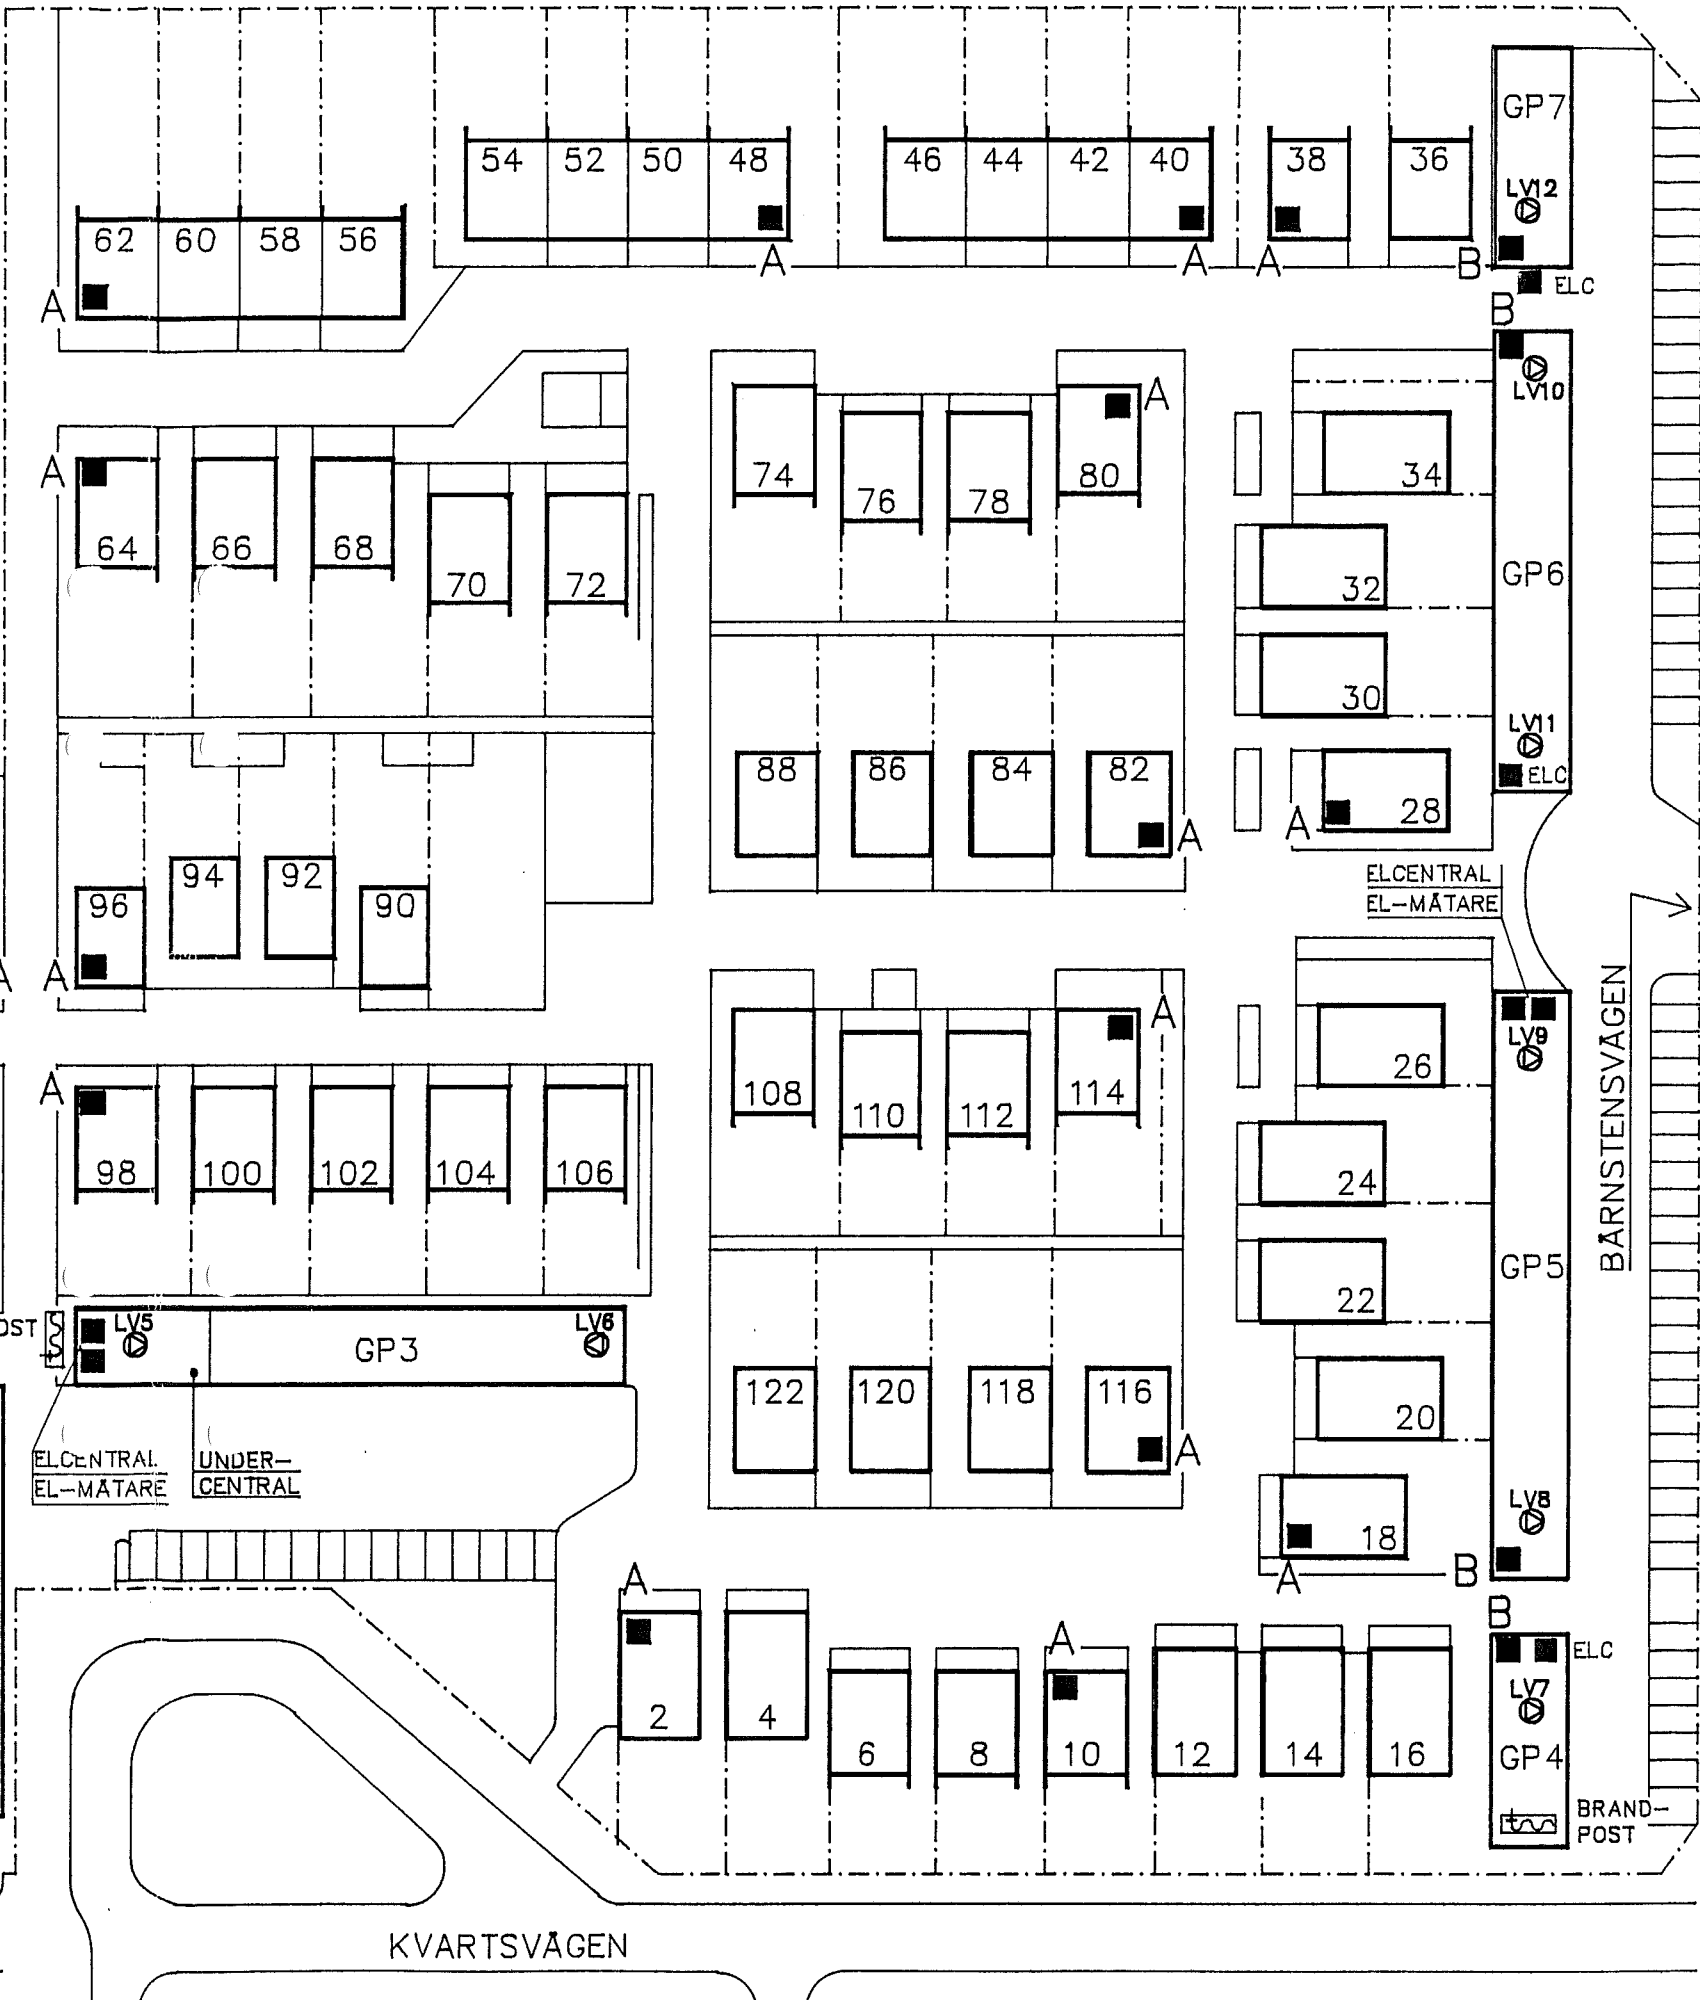 GP7
54 52 50 48 46 44 42 40 38 36
LV12
62 60 58 56
A A A B
ELC
A
B
LV10
A
A
74 76 78 80
34
64 66 68 70 72
32
GP6
30
LV11
ELC
88 86 84 82
A
28
A
ELCENTRAL
EL-MÄTARE
94 92
96 90
A
A
BÄRNSTENSVÄGEN
LV9
A
26
A
108 110 112 114
98 100 102 104 106
24
GP5
22
OST
LV5
GP3
LV6
122 120 118 116
20
A
ELCENTRAL
EL-MÄTARE
UNDER-
CENTRAL
LV8
18
A
B
A
B
ELC
A
LV7
2 4 6 8 10 12 14 16
GP4
BRAND-
POST
KVARTSVÄGEN